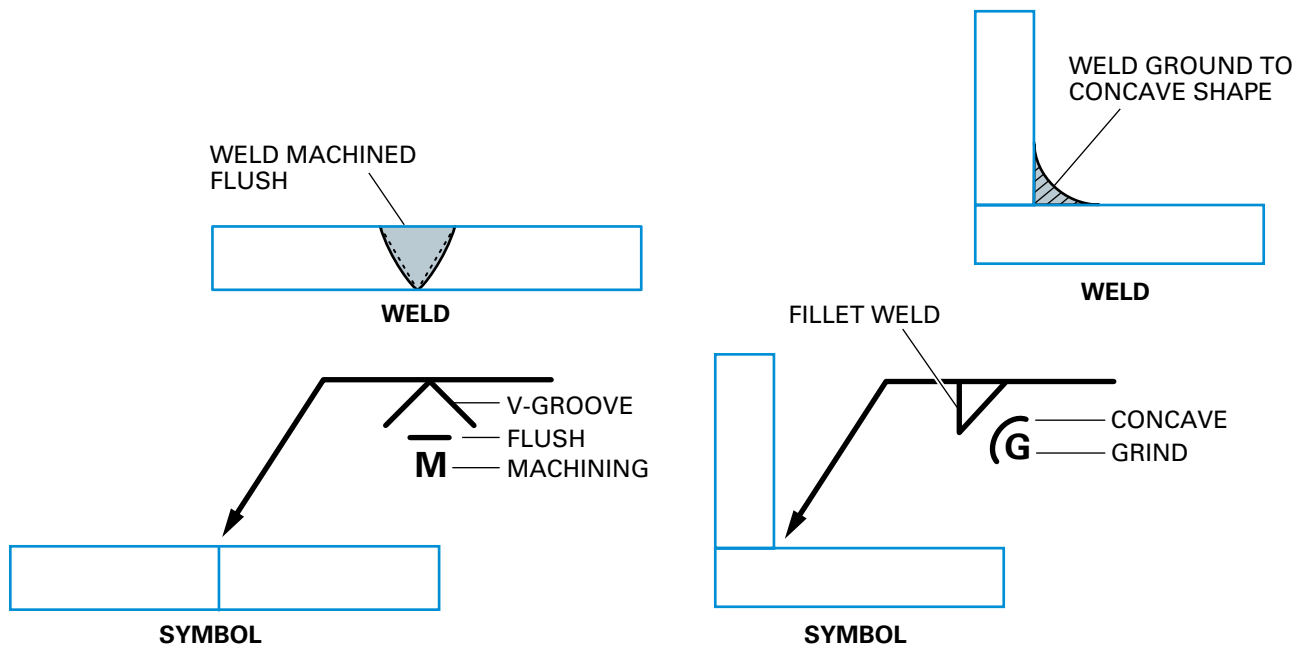 WELD MACHINED
FLUSH
WELD
V-GROOVE
FLUSH
M
MACHINING
SYMBOL
WELD GROUND TO
CONCAVE SHAPE
WELD
FILLET WELD
CONCAVE
G
GRIND
SYMBOL